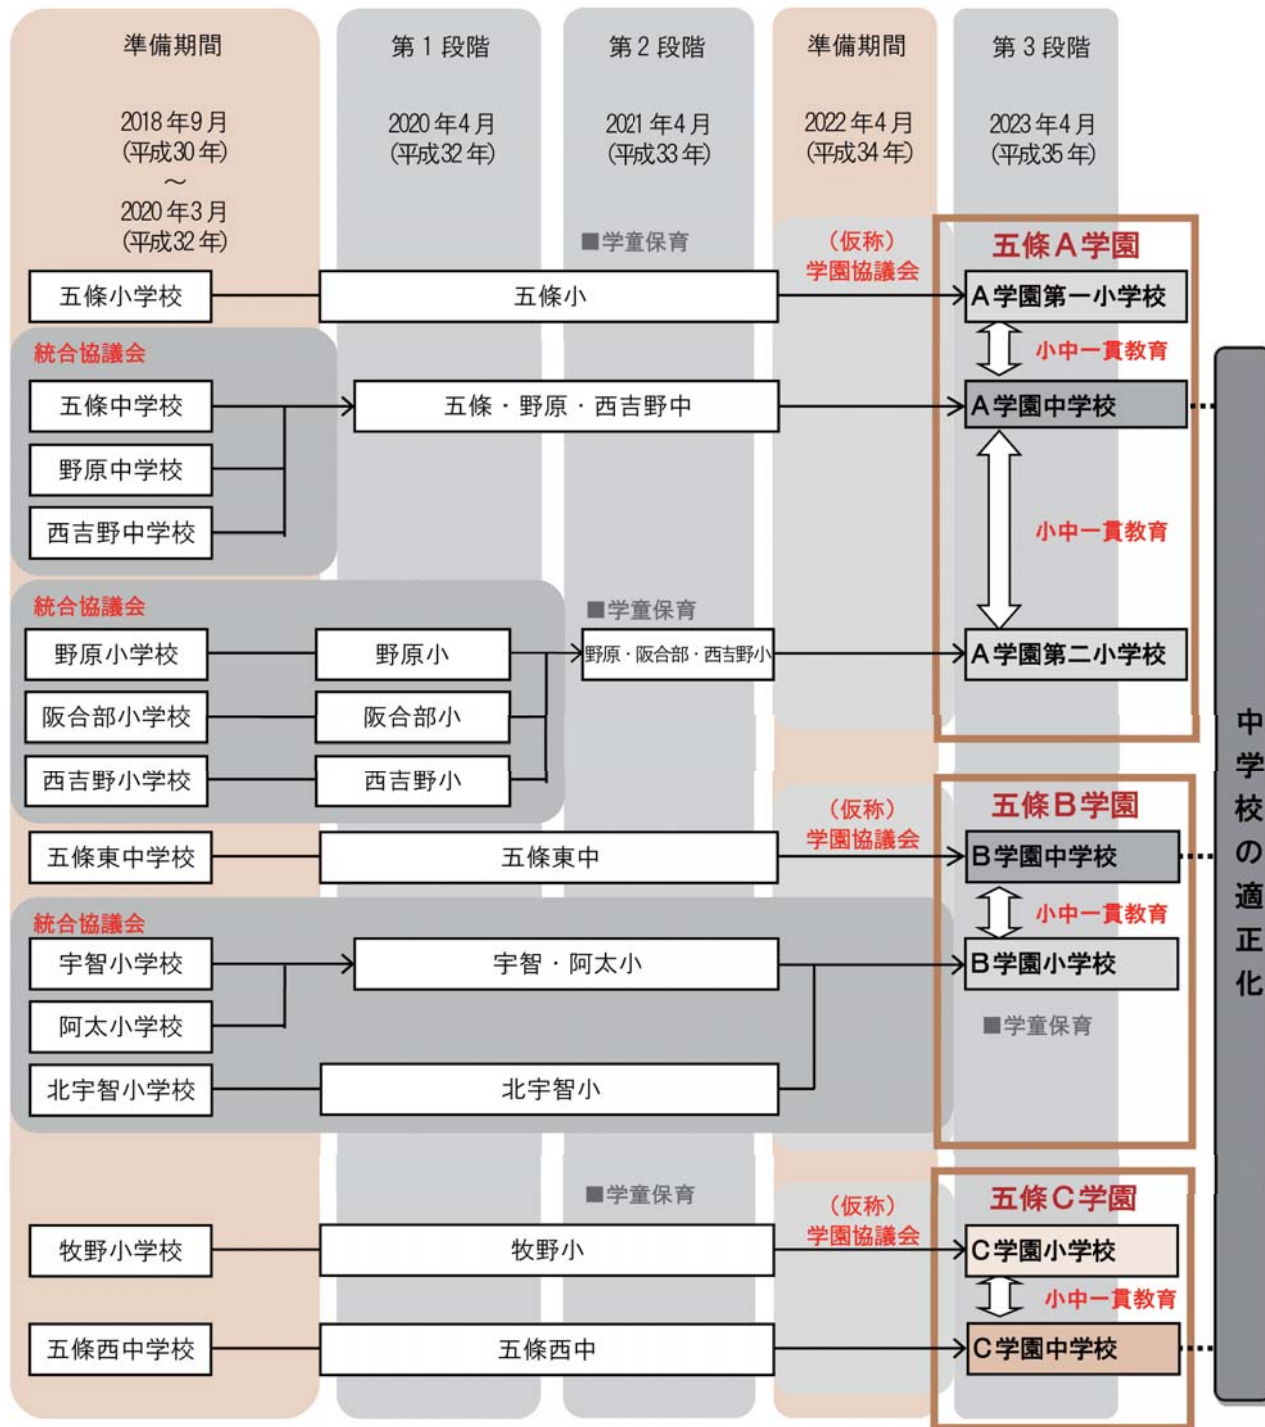 準備期間
2018年9月
(平成30年)
～
2020年3月
(平成32年)
第1段階
2020年4月
(平成32年)
第2段階
2021年4月
(平成33年)
準備期間
2022年4月
(平成34年)
第3段階
2023年4月
(平成35年)
■学童保育
（仮称）
学園協議会
五條A学園
五條小学校
五條小
A学園第一小学校
小中一貫教育
統合協議会
五條中学校
五條・野原・西吉野中
A学園中学校
野原中学校
西吉野中学校
小中一貫教育
統合協議会
■学童保育
野原小学校
野原小
野原・阪合部・西吉野小
A学園第二小学校
阪合部小学校
阪合部小
西吉野小学校
西吉野小
（仮称）
学園協議会
五條B学園
五條東中学校
五條東中
B学園中学校
小中一貫教育
統合協議会
宇智小学校
宇智・阿太小
B学園小学校
阿太小学校
■学童保育
北宇智小学校
北宇智小
■学童保育
（仮称）
学園協議会
五條C学園
牧野小学校
牧野小
C学園小学校
小中一貫教育
五條西中学校
五條西中
C学園中学校
中学校の適正化